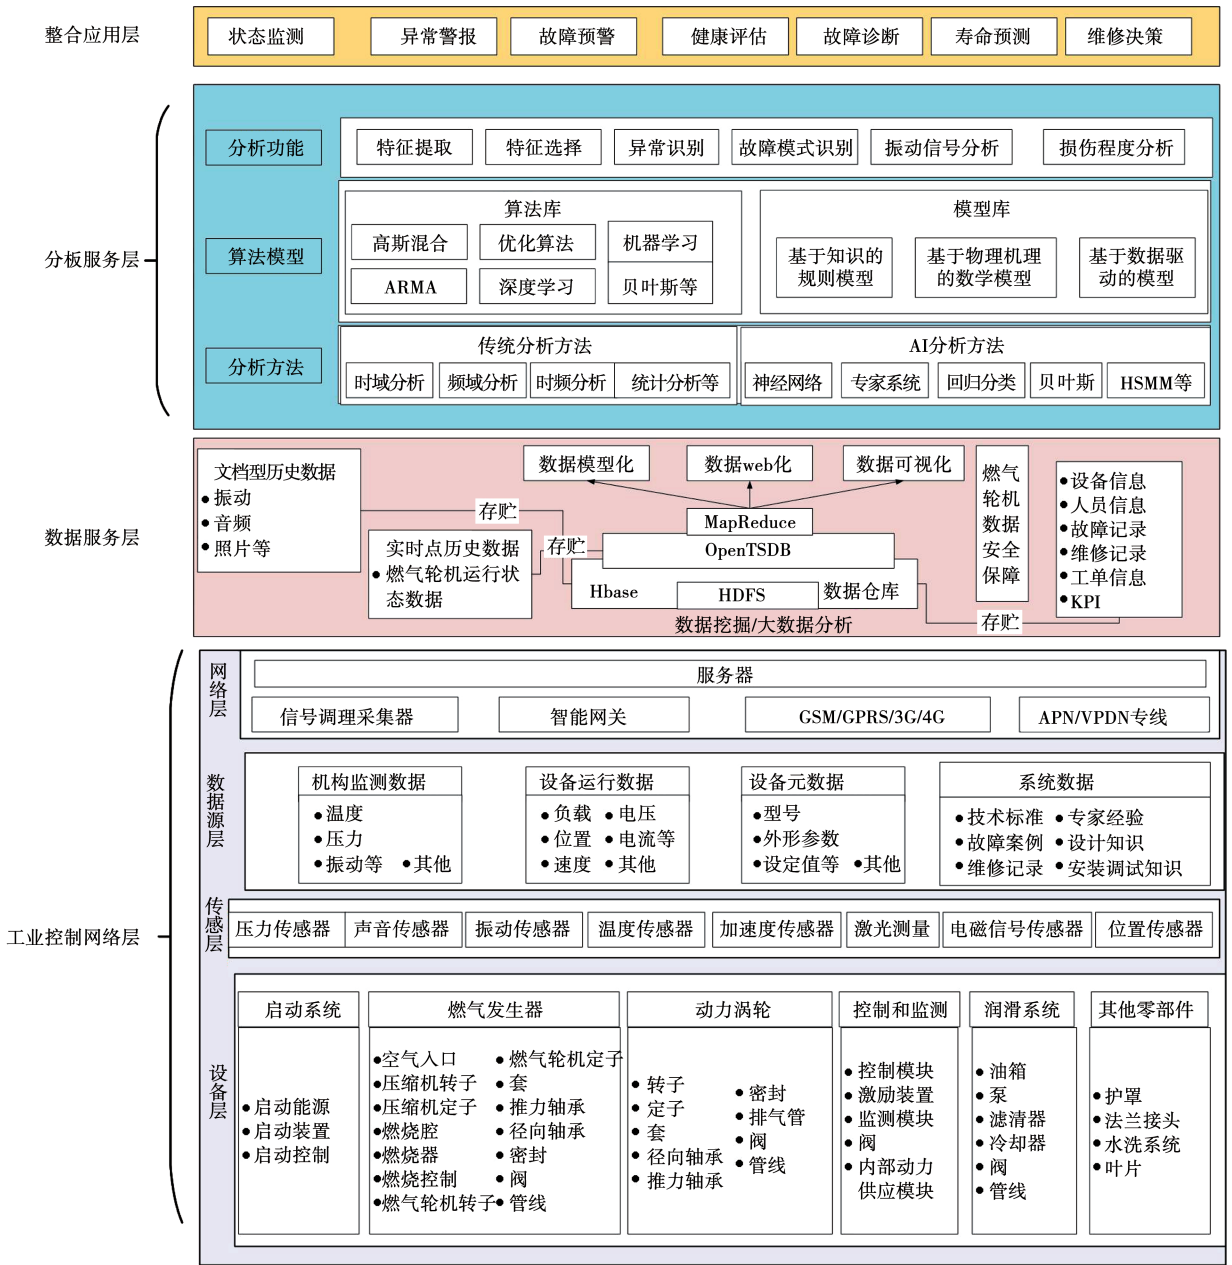 整合应用层
状态监测
异常警报
故障预警
健康评估
故障诊断
寿命预测
维修决策
分板服务层
分析功能
特征提取
特征选择
异常识别
故障模式识别
振动信号分析
损伤程度分析
算法模型
算法库
高斯混合
优化算法
机器学习
ARMA
深度学习
贝叶斯等
模型库
基于知识的
规则模型
基于物理机理
的数学模型
基于数据驱
动的模型
分析方法
传统分析方法
时域分析
频域分析
时频分析
统计分析等
AI分析方法
神经网络
专家系统
回归分类
贝叶斯
HSMM等
数据服务层
文档型历史数据
●振动
●音频
●照片等
存贮
实时点历史数据
●燃气轮机运行状
态数据
存贮
数据模型化
数据web化
数据可视化
MapReduce
OpenTSDB
Hbase
HDFS
数据仓库
数据挖掘/大数据分析
燃气
轮机
数据
安全
保障
●设备信息
●人员信息
●故障记录
●维修记录
●工单信息
●KPI
存贮
工业控制网络层
网络层
服务器
信号调理采集器
智能网关
GSM/GPRS/3G/4G
APN/VPDN专线
数据源层
机构监测数据
●温度
●压力
●振动等 ●其他
设备运行数据
●负载 ●电压
●位置 ●电流等
●速度 ●其他
设备元数据
●型号
●外形参数
●设定值等 ●其他
系统数据
●技术标准 ●专家经验
●故障案例 ●设计知识
●维修记录 ●安装调试知识
传感层
压力传感器
声音传感器
振动传感器
温度传感器
加速度传感器
激光测量
电磁信号传感器
位置传感器
设备层
启动系统
●启动能源
●启动装置
●启动控制
燃气发生器
●空气入口
●压缩机转子
●压缩机定子
●燃烧腔
●燃烧器
●燃烧控制
●燃气轮机转子
●燃气轮机定子
●套
●推力轴承
●径向轴承
●密封
●阀
●管线
动力涡轮
●转子
●定子
●套
●径向轴承
●推力轴承
●密封
●排气管
●阀
●管线
控制和监测
●控制模块
●激励装置
●监测模块
●阀
●内部动力
供应模块
润滑系统
●油箱
●泵
●滤清器
●冷却器
●阀
●管线
其他零部件
●护罩
●法兰接头
●水洗系统
●叶片